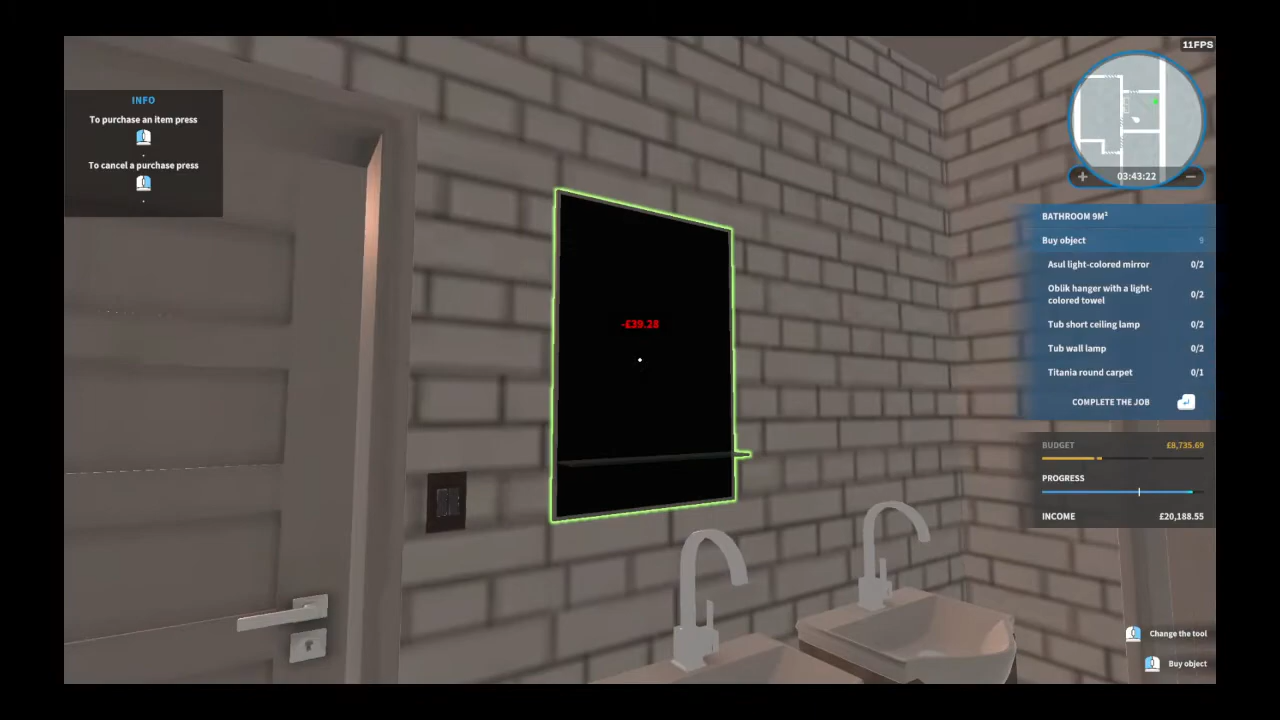 11FPS
INFO
To purchase an item press
.
To cancel a purchase press
.
03:43:22
BATHROOM 9M²
Buy object 9
Asul light-colored mirror 0/2
Oblik hanger with a light-
colored towel 0/2
Tub short ceiling lamp 0/2
Tub wall lamp 0/2
Titania round carpet 0/1
COMPLETE THE JOB
BUDGET £8,735.69
PROGRESS
INCOME £20,188.55
-£39.28
Change the tool
Buy object